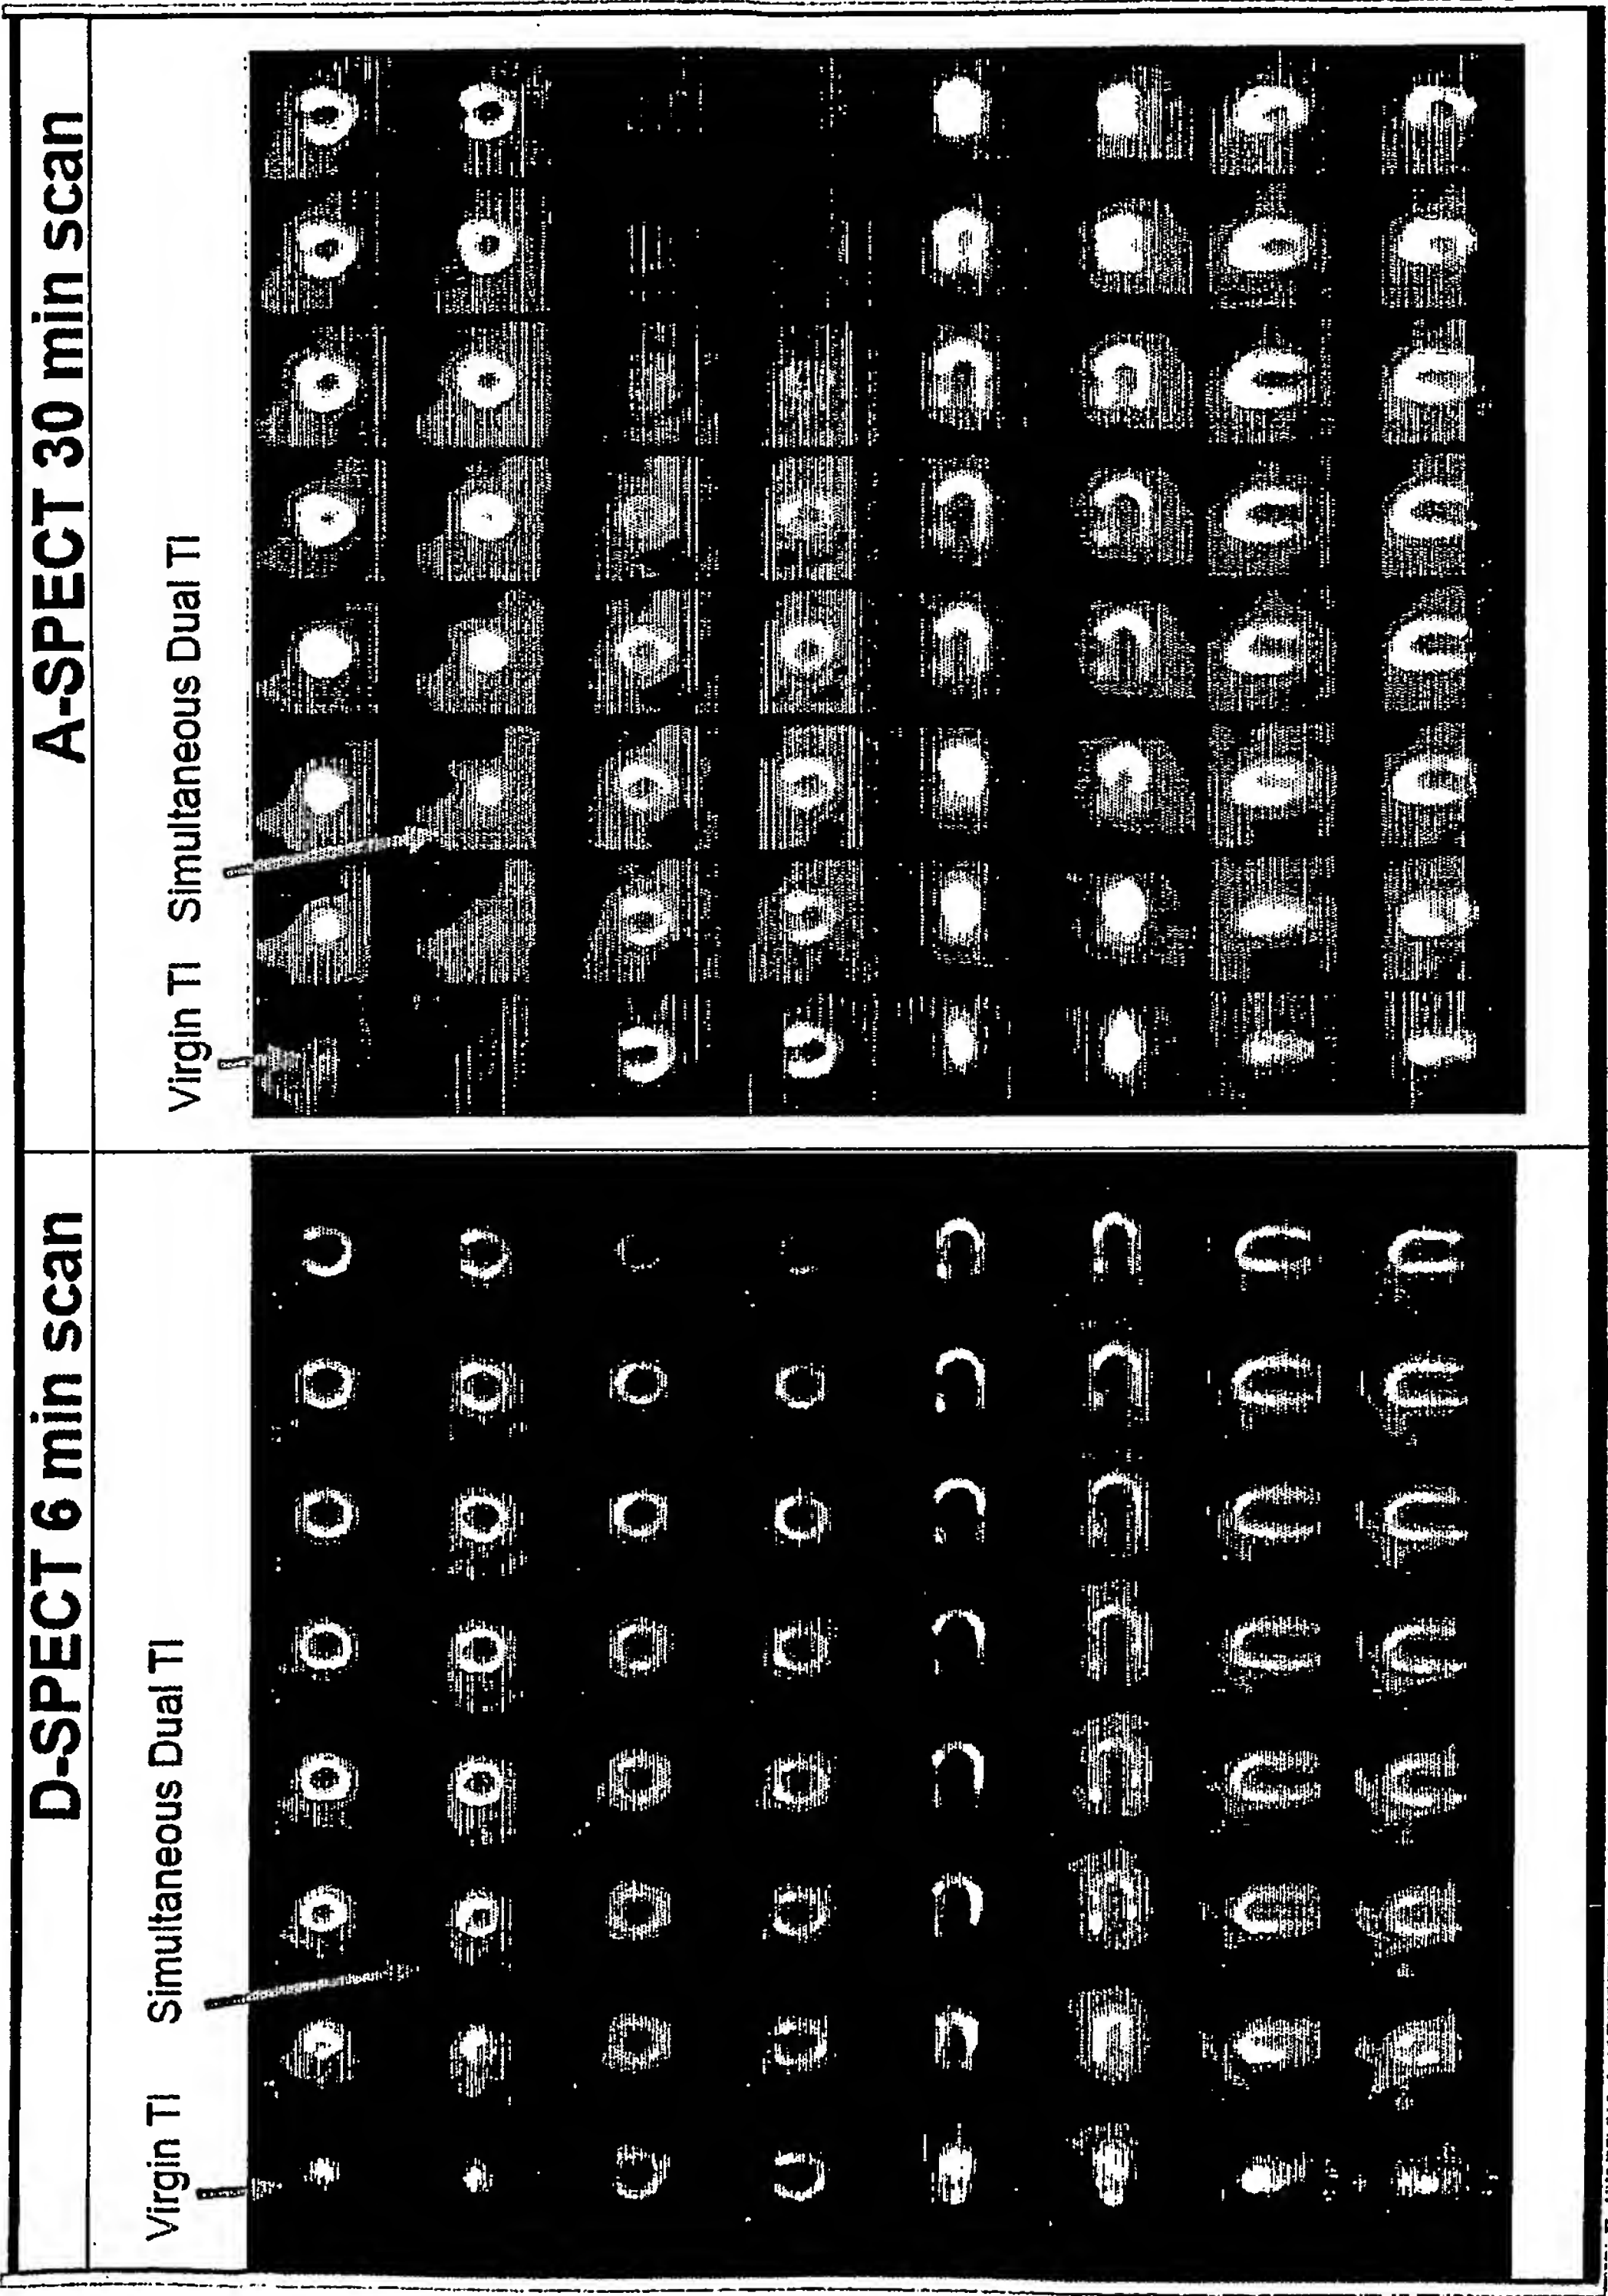 D-SPECT 6 min scan
A-SPECT 30 min scan
Virgin Tl
Simultaneous Dual Tl
Virgin Tl
Simultaneous Dual Tl